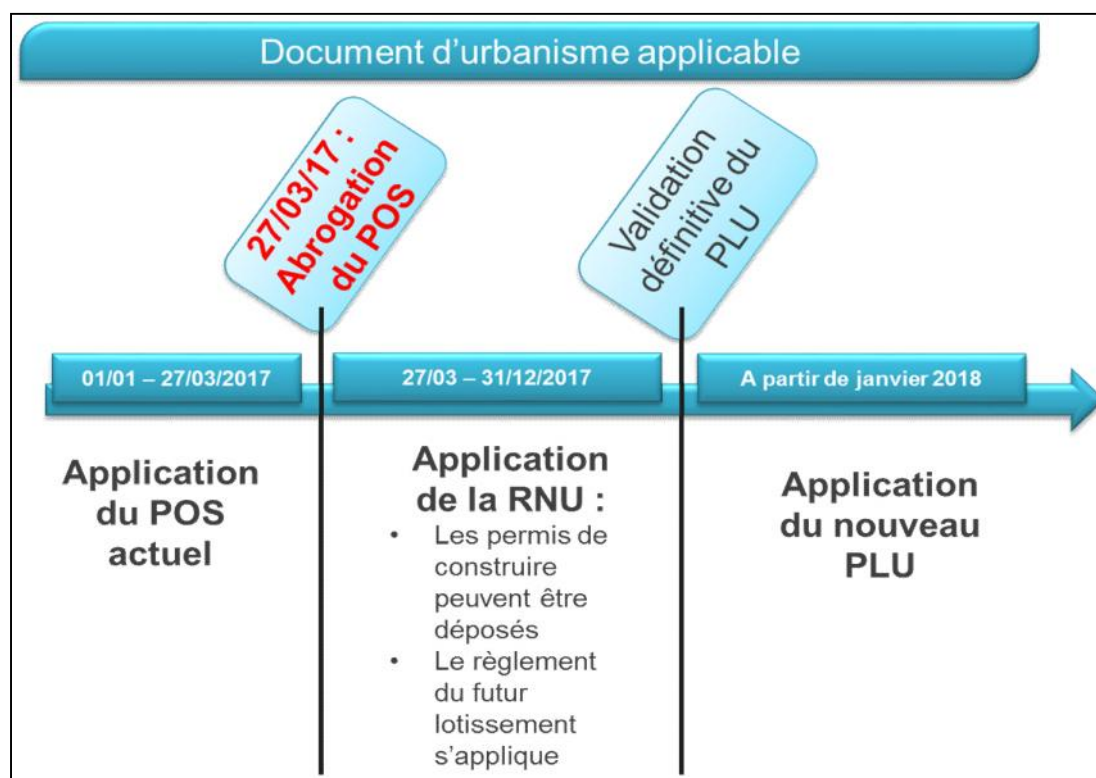 Document d'urbanisme applicable
27/03/17 :
Abrogation
du POS
Validation
définitive du
PLU
01/01 – 27/03/2017
27/03 – 31/12/2017
A partir de janvier 2018
Application
du POS
actuel
Application
de la RNU :
• Les permis de
construire
peuvent être
déposés
• Le règlement
du futur
lotissement
s'applique
Application
du nouveau
PLU